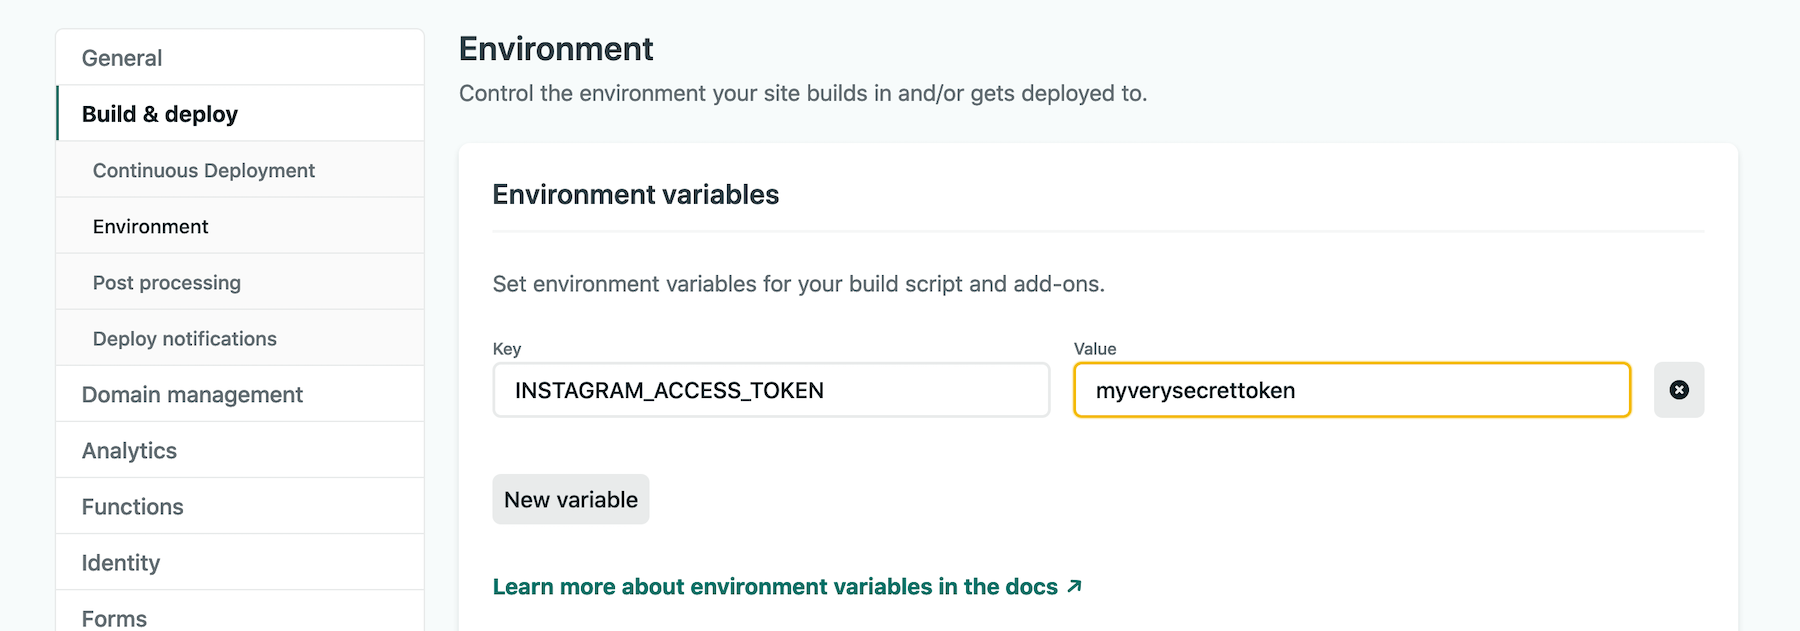 General
Build & deploy
Continuous Deployment
Environment
Post processing
Deploy notifications
Domain management
Analytics
Functions
Identity
Forms
Environment
Control the environment your site builds in and/or gets deployed to.
Environment variables
Set environment variables for your build script and add-ons.
Key
Value
INSTAGRAM_ACCESS_TOKEN
myverysecrettoken
New variable
Learn more about environment variables in the docs ↗